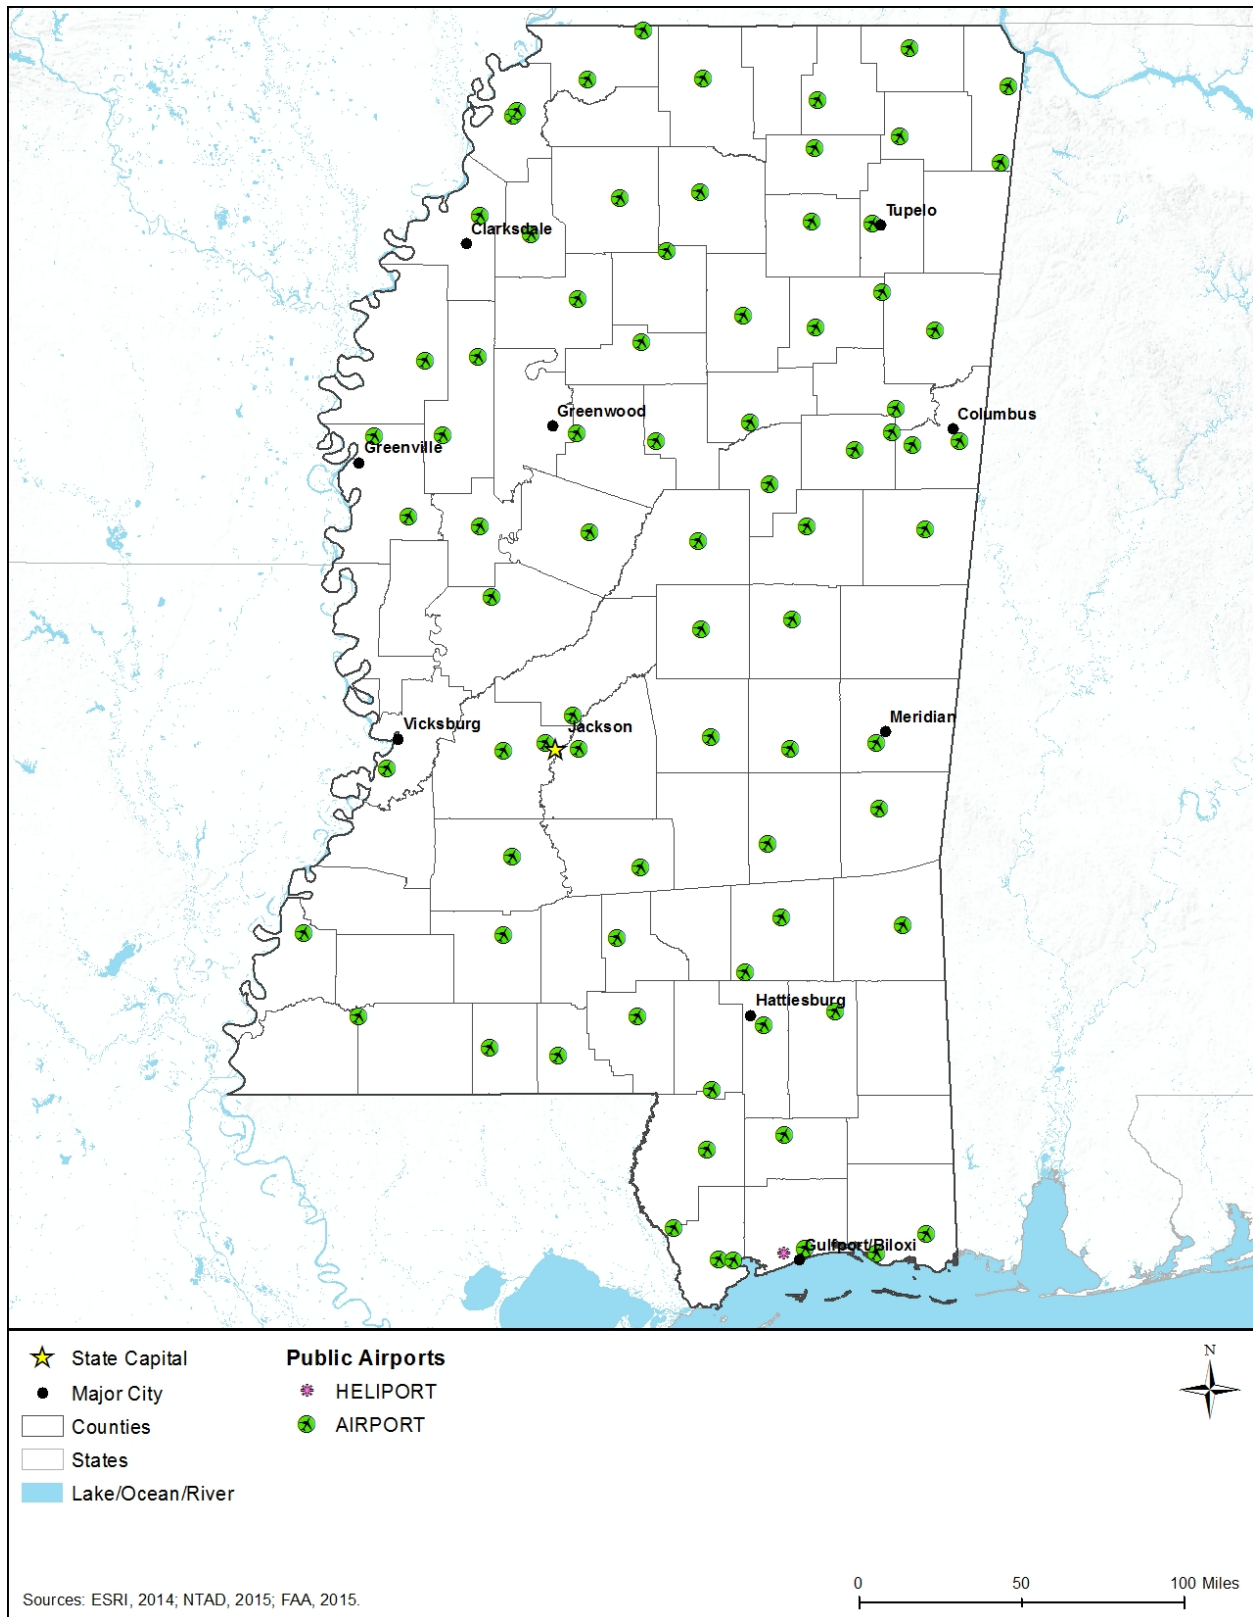 Tupelo
Clarksdale
Greenwood
Columbus
Greenville
Vicksburg
Jackson
Meridian
Hattiesburg
Gulfport/Biloxi
State Capital
Major City
Counties
States
Lake/Ocean/River
Public Airports
HELIPORT
AIRPORT
N
0 50 100 Miles
Sources: ESRI, 2014; NTAD, 2015; FAA, 2015.